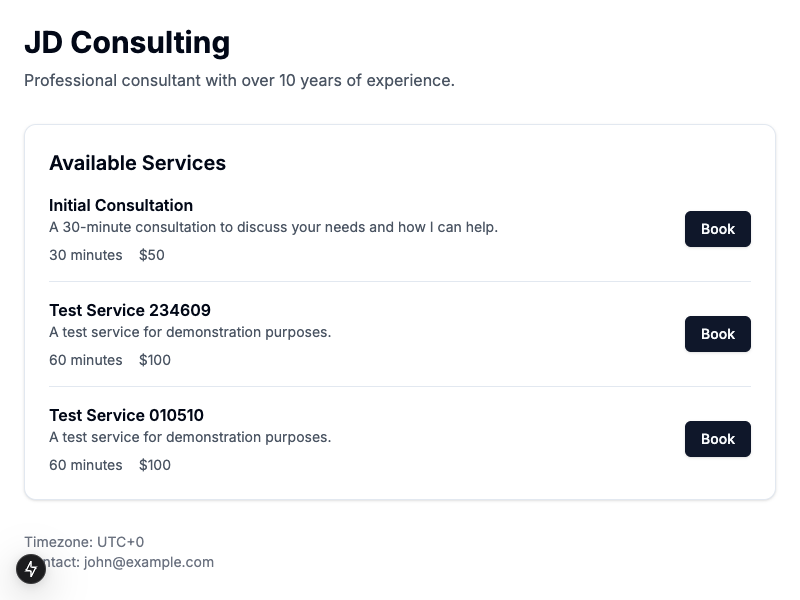 JD Consulting
Professional consultant with over 10 years of experience.
Available Services
Initial Consultation
A 30-minute consultation to discuss your needs and how I can help.
30 minutes $50
Book
Test Service 234609
A test service for demonstration purposes.
60 minutes $100
Book
Test Service 010510
A test service for demonstration purposes.
60 minutes $100
Book
Timezone: UTC+0
ntact: john@example.com